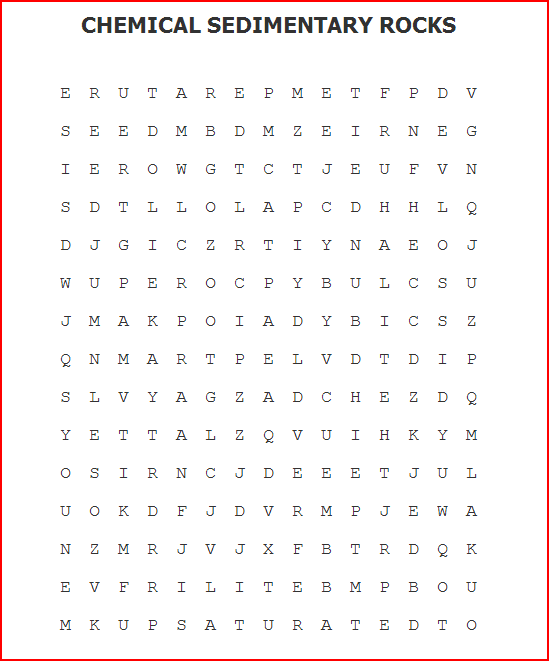 CHEMICAL SEDIMENTARY ROCKS
E R U T A R E P M E T F P D V
S E E D M B D M Z E I R N E G
I E R O W G T C T J E U F V N
S D T L L O L A P C D H H L Q
D J G I C Z R T I Y N A E O J
W U P E R O C P Y B U L C S U
J M A K P O I A D Y B I C S Z
Q N M A R T P E L V D T D I P
S L V Y A G Z A D C H E Z D Q
Y E T T A L Z Q V U I H K Y M
O S I R N C J D E E E T J U L
U O K D F J D V R M P J E W A
N Z M R J V J X F B T R D Q K
E V F R I L I T E B M P B O U
M K U P S A T U R A T E D T O